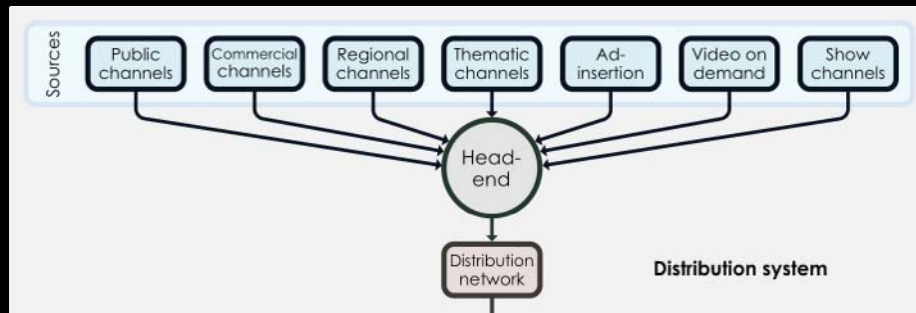 Sources
Public
channels
Commercial
channels
Regional
channels
Thematic
channels
Ad-
insertion
Video on
demand
Show
channels
Head-
end
Distribution
network
Distribution system